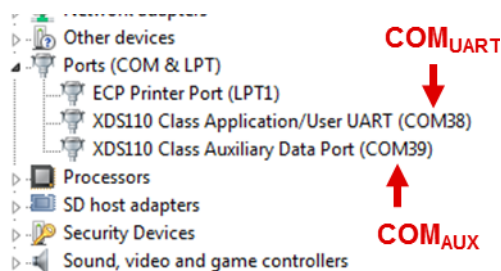 Network adapters
Other devices
COMUART
Ports (COM & LPT)
ECP Printer Port (LPT1)
XDS110 Class Application/User UART (COM38)
XDS110 Class Auxiliary Data Port (COM39)
Processors
SD host adapters
Security Devices
COMAUX
Sound, video and game controllers